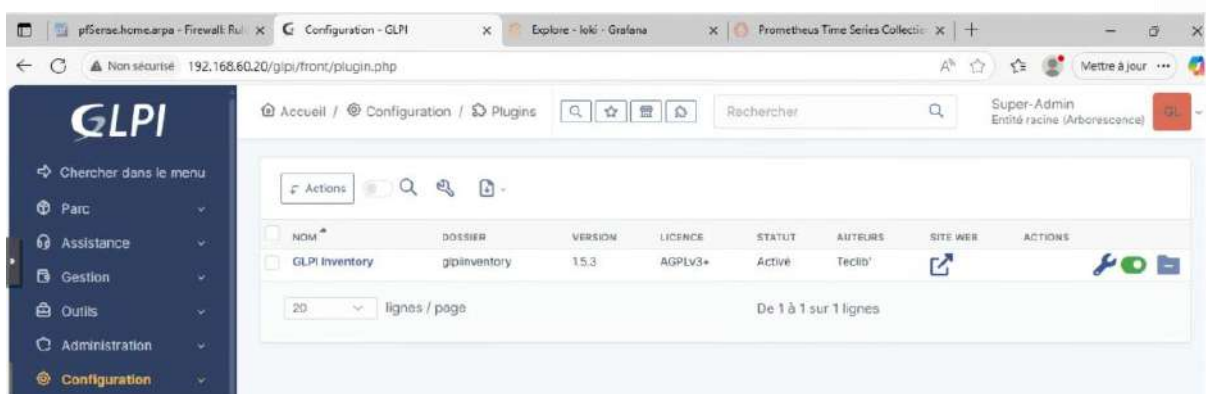 pfSense.home.arpa - Firewall: Rul
Configuration - GLPI
Explore - loki - Grafana
Prometheus Time Series Collectio
Non sécurisé 192.168.60.20/glpi/front/plugin.php
Mettre à jour
GLPI
Accueil / Configuration / Plugins
Rechercher
Super-Admin
Entité racine (Arborescence)
GL
Chercher dans le menu
Parc
Assistance
Gestion
Outils
Administration
Configuration
Actions
NOM DOSSIER VERSION LICENCE STATUT AUTEURS SITE WEB ACTIONS
GLPI Inventory glpiinventory 1.5.3 AGPLv3+ Activé Teclib'
20 lignes / page De 1 à 1 sur 1 lignes